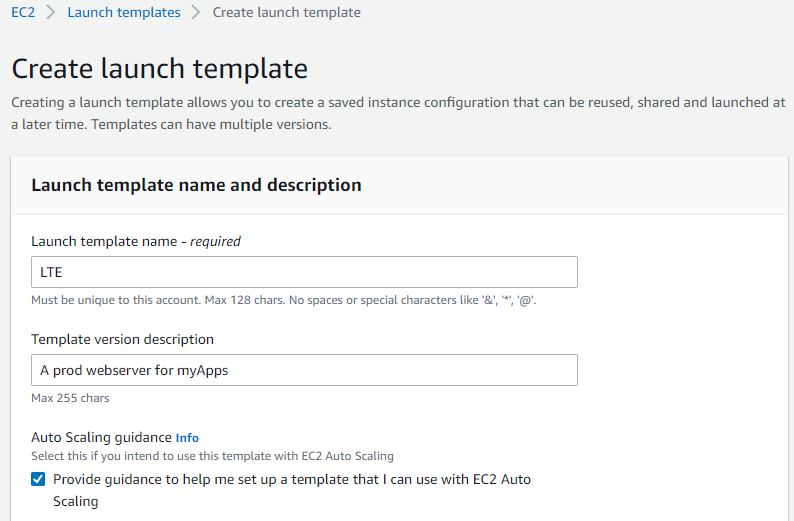 EC2 > Launch templates > Create launch template
Create launch template
Creating a launch template allows you to create a saved instance configuration that can be reused, shared and launched at
a later time. Templates can have multiple versions.
Launch template name and description
Launch template name - required
LTE
Must be unique to this account. Max 128 chars. No spaces or special characters like '&', '*', '@'.
Template version description
A prod webserver for myApps
Max 255 chars
Auto Scaling guidance Info
Select this if you intend to use this template with EC2 Auto Scaling
Provide guidance to help me set up a template that I can use with EC2 Auto
Scaling